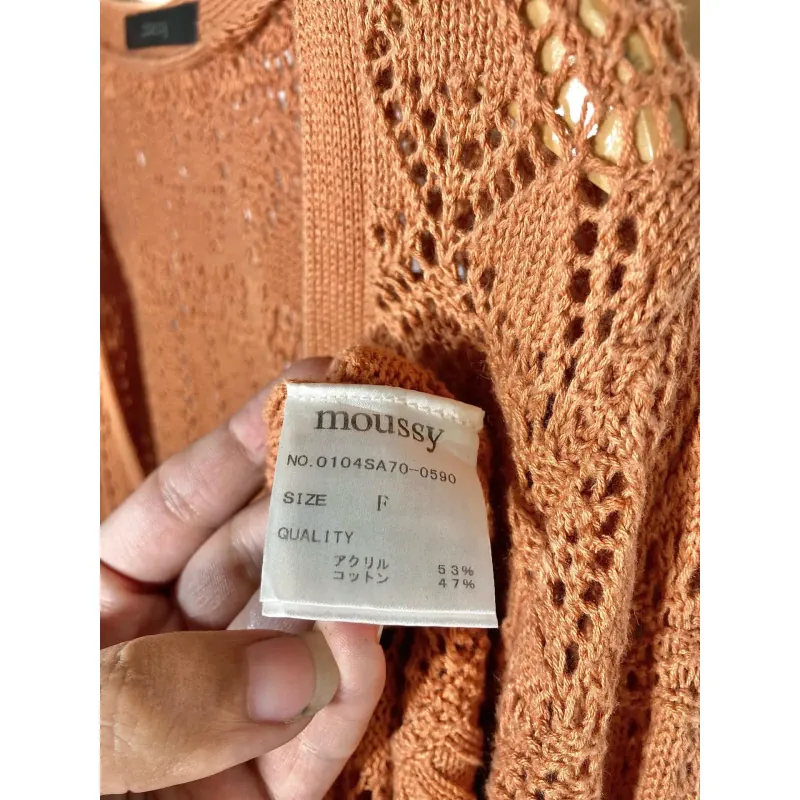 moussy
NO.0104SA70-0590
SIZE F
QUALITY
アクリル 53%
コットン 47%